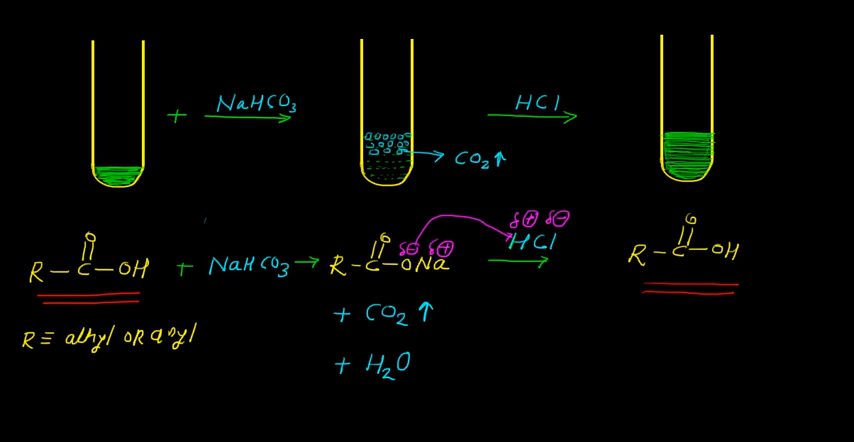 + NaHCO₃ →
HCl →
→ CO₂↑
R—C(=O)—OH + NaHCO₃ → R—C(=O)—ONa δ⊖ δ⊕ HCl δ⊕ δ⊖ → R—C(=O)—OH
+ CO₂ ↑
+ H₂O
R ≡ alkyl OR aryl